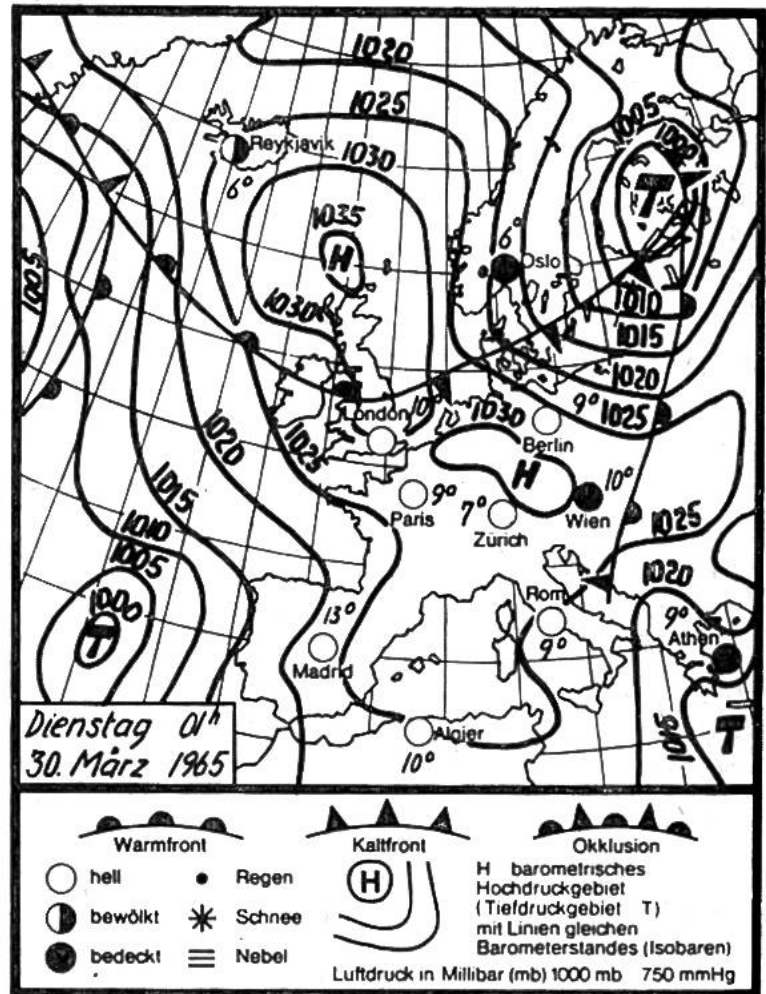 1020
1025
1005
1000
Reykjavik
6°
1030
T
1035
H
6°
Oslo
1005
1030
1010
1015
1020
London 10°
1030
9° 1025
Berlin
1020
1025
H
10°
9°
Paris
7°
Zürich
Wien
1015
1025
1010
1005
1020
1000
T
13°
Madrid
Rom
9°
9°
Athen
1015
T
Algier
10°
Dienstag 01h
30. März 1965
Warmfront
Kaltfront
Okklusion
hell
Regen
bewölkt
Schnee
bedeckt
Nebel
H
H barometrisches
Hochdruckgebiet
(Tiefdruckgebiet T)
mit Linien gleichen
Barometerstandes (Isobaren)
Luftdruck in Millibar (mb) 1000 mb 750 mmHg